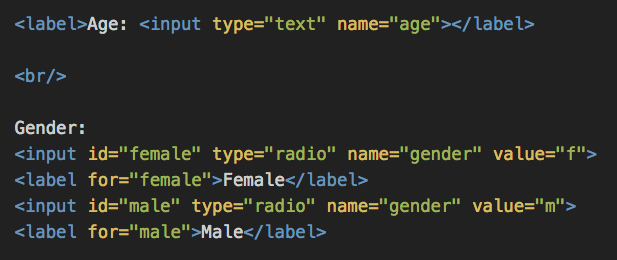 <label>Age: <input type="text" name="age"></label>
<br/>
Gender:
<input id="female" type="radio" name="gender" value="f">
<label for="female">Female</label>
<input id="male" type="radio" name="gender" value="m">
<label for="male">Male</label>